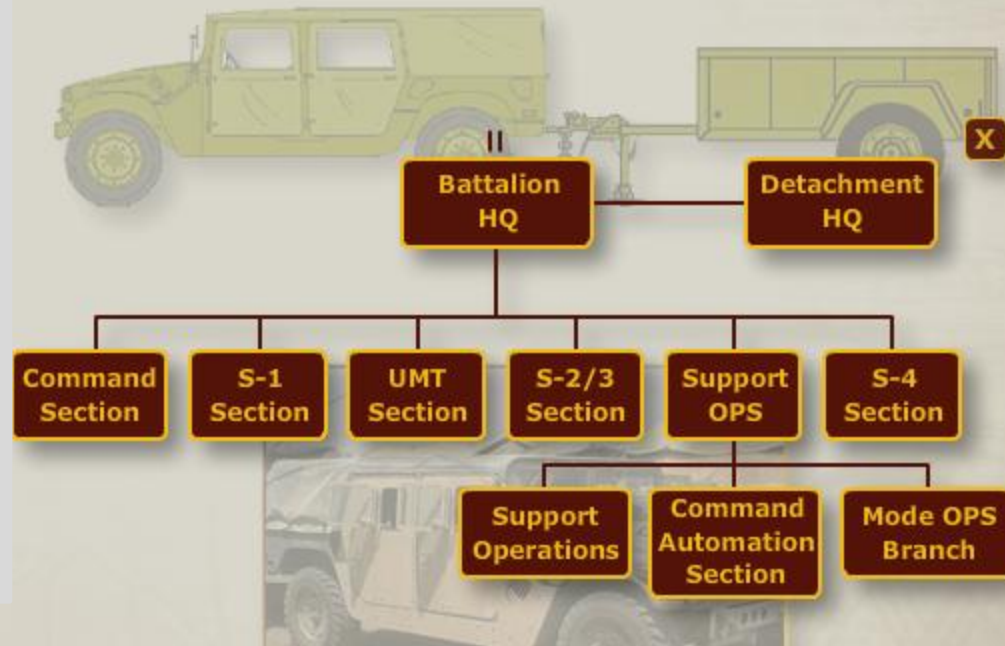 II
X
Battalion
HQ
Detachment
HQ
Command
Section
S-1
Section
UMT
Section
S-2/3
Section
Support
OPS
S-4
Section
Support
Operations
Command
Automation
Section
Mode OPS
Branch